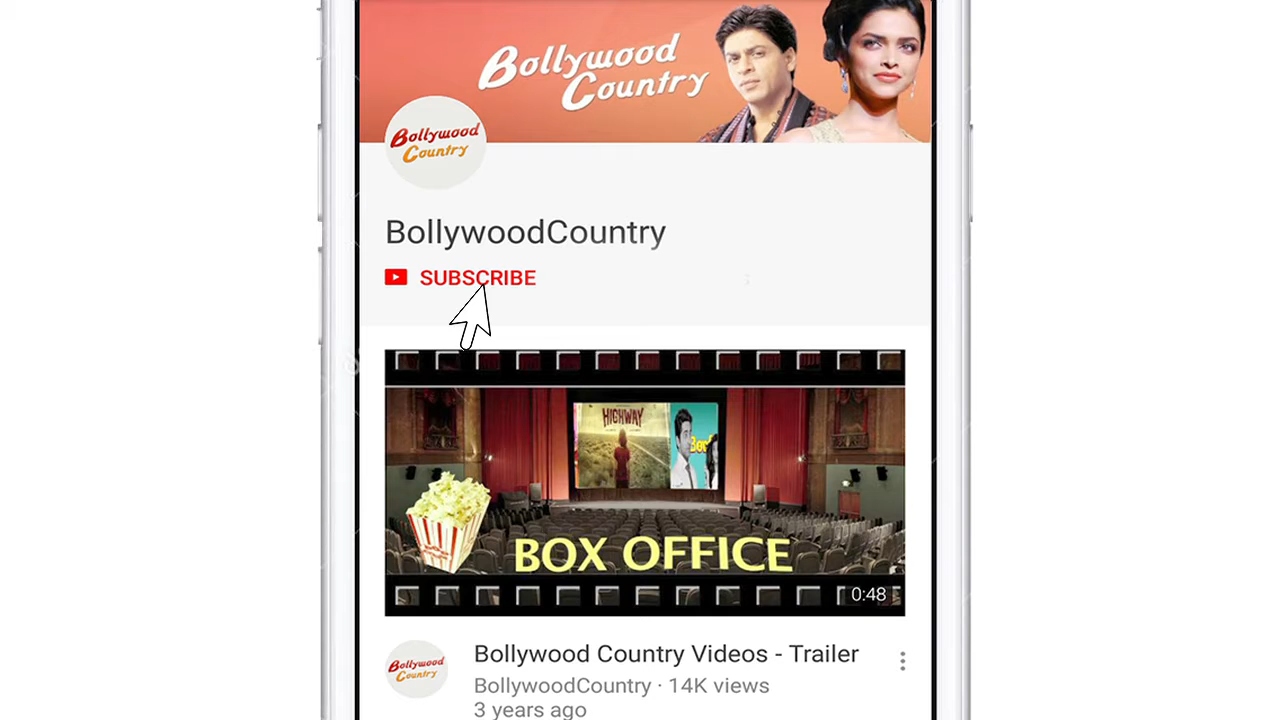 Bollywood
Country
Bollywood
Country
BollywoodCountry
SUBSCRIBE
HIGHWAY
BOX OFFICE
0:48
Bollywood
Country
Bollywood Country Videos - Trailer
BollywoodCountry · 14K views
3 years ago